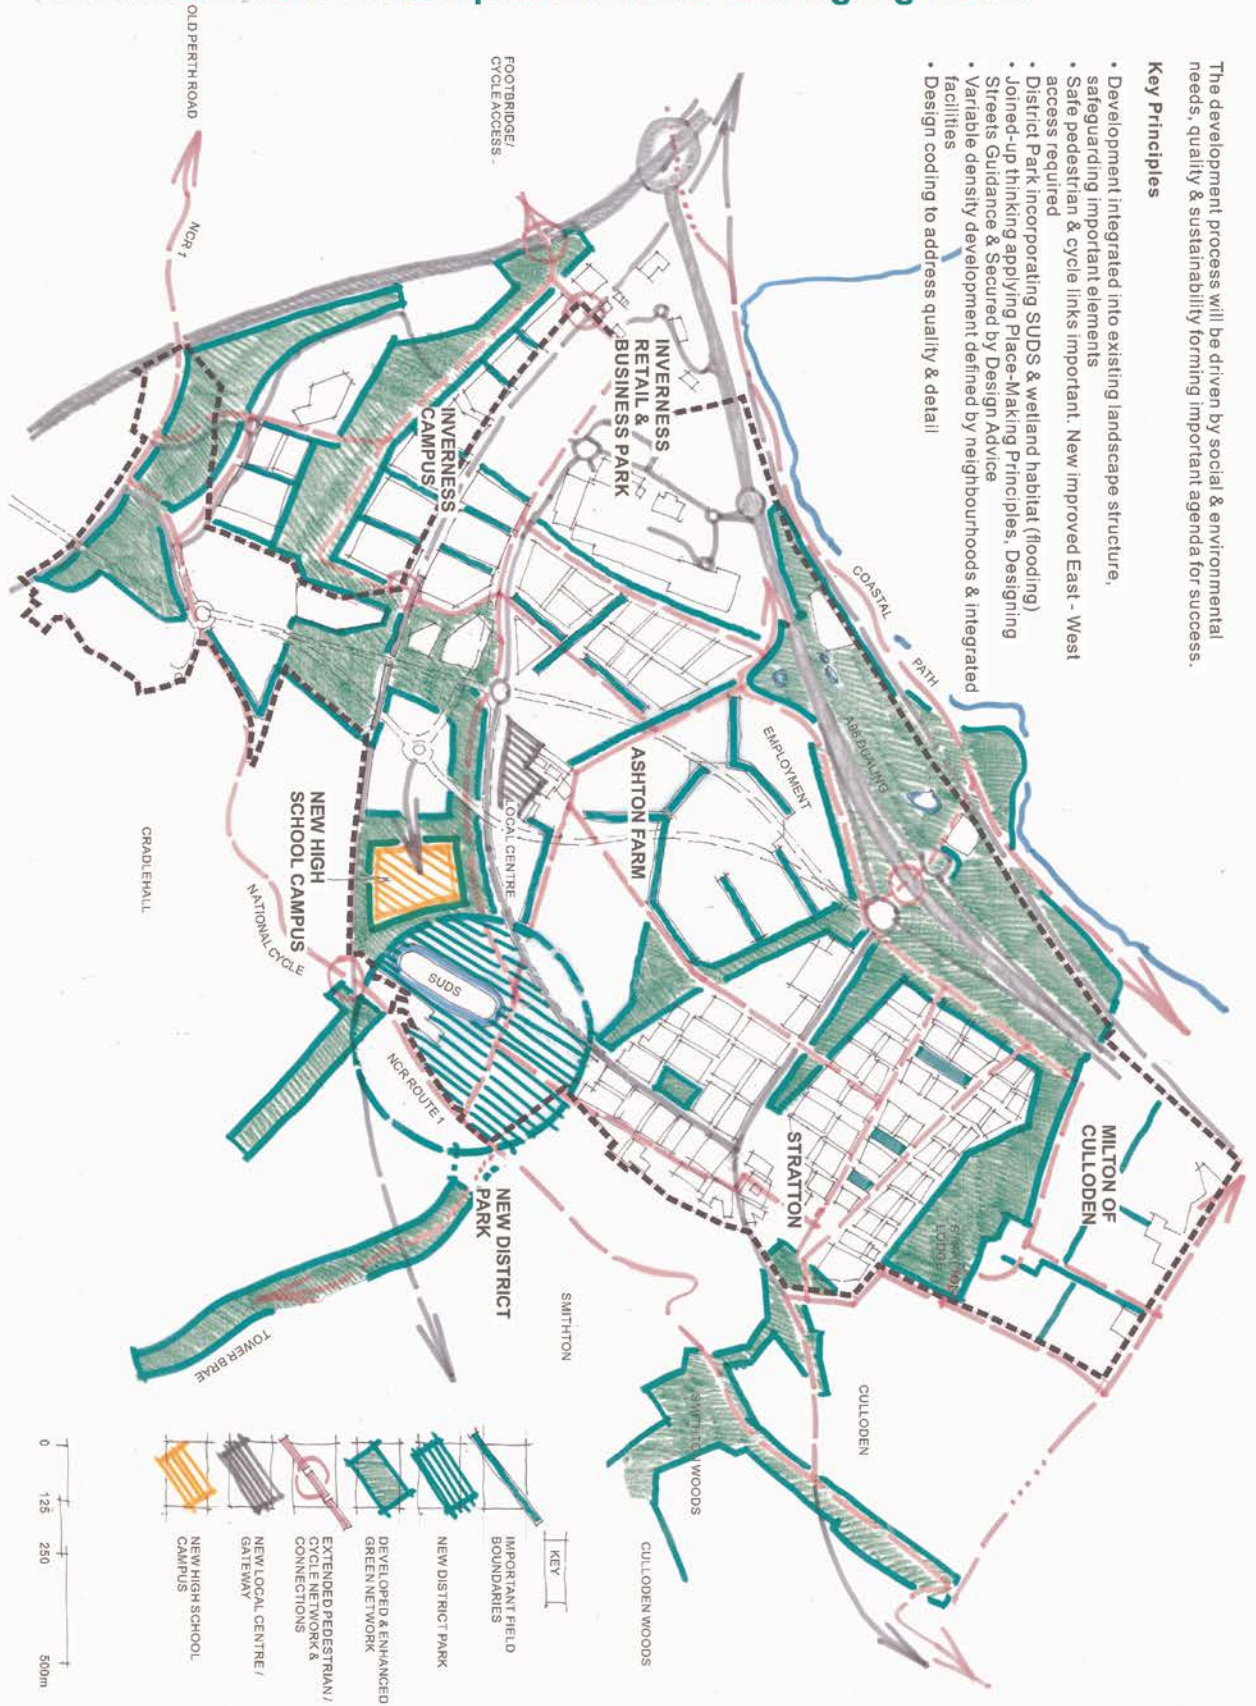 The development process will be driven by social & environmental
needs, quality & sustainability forming important agenda for success.
Key Principles
• Development integrated into existing landscape structure,
safeguarding important elements
• Safe pedestrian & cycle links important. New improved East - West
access required
• District Park incorporating SUDS & wetland habitat (flooding)
• Joined-up thinking applying Place-Making Principles, Designing
Streets Guidance & Secured by Design Advice
• Variable density development defined by neighbourhoods & integrated
facilities
• Design coding to address quality & detail
OLD PERTH ROAD
NCR 1
FOOTBRIDGE/
CYCLE ACCESS
INVERNESS
RETAIL &
BUSINESS PARK
INVERNESS
CAMPUS
COASTAL
PATH
A96 DUALING
EMPLOYMENT
ASHTON FARM
LOCAL CENTRE
NEW HIGH
SCHOOL CAMPUS
CRADLEHALL
NATIONAL CYCLE
SUDS
NCR ROUTE 1
NEW DISTRICT
PARK
TOWER BRAE
STRATTON
MILTON OF
CULLODEN
LODGE
SMITHTON
CULLODEN
WOODS
CULLODEN WOODS
KEY
IMPORTANT FIELD
BOUNDARIES
NEW DISTRICT PARK
DEVELOPED & ENHANCED
GREEN NETWORK
EXTENDED PEDESTRIAN /
CYCLE NETWORK &
CONNECTIONS
NEW LOCAL CENTRE /
GATEWAY
NEW HIGH SCHOOL
CAMPUS
0 125 250 500m